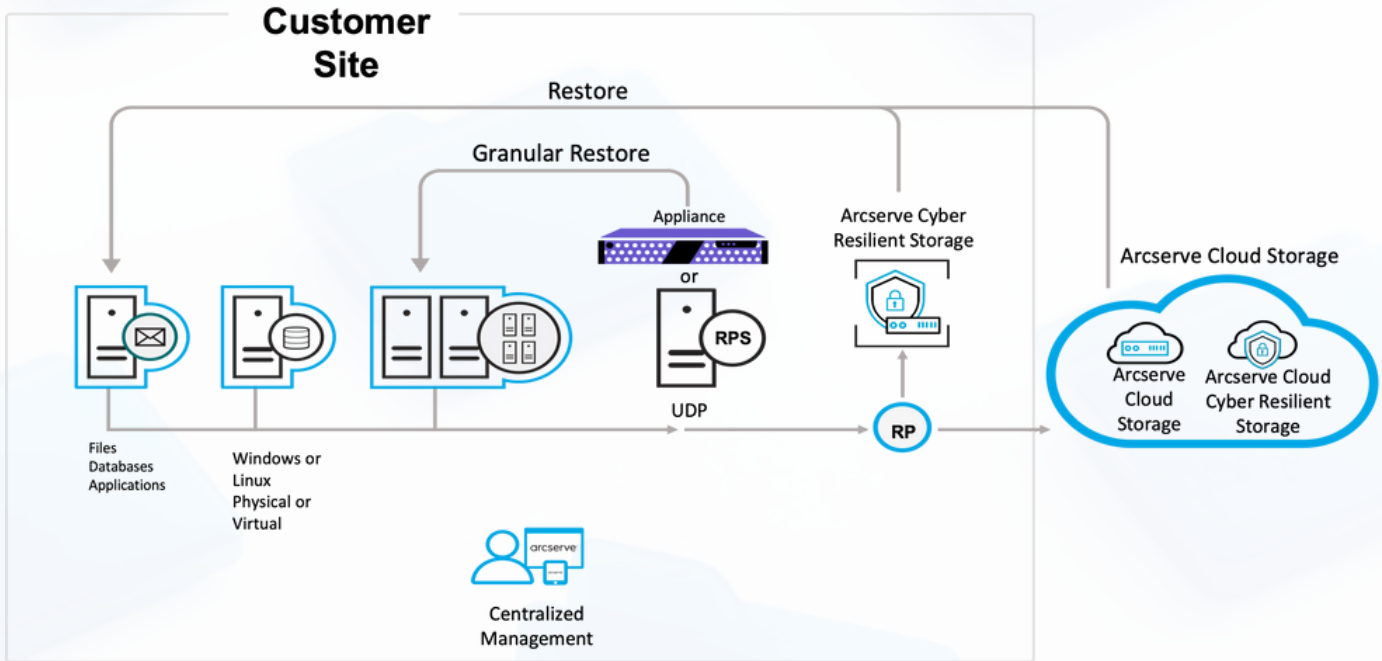 Customer
Site
Restore
Granular Restore
Appliance
or
RPS
UDP
Arcserve Cyber
Resilient Storage
RP
Arcserve Cloud Storage
Arcserve
Cloud
Storage
Arcserve Cloud
Cyber Resilient
Storage
Files
Databases
Applications
Windows or
Linux
Physical or
Virtual
arcserve
Centralized
Management